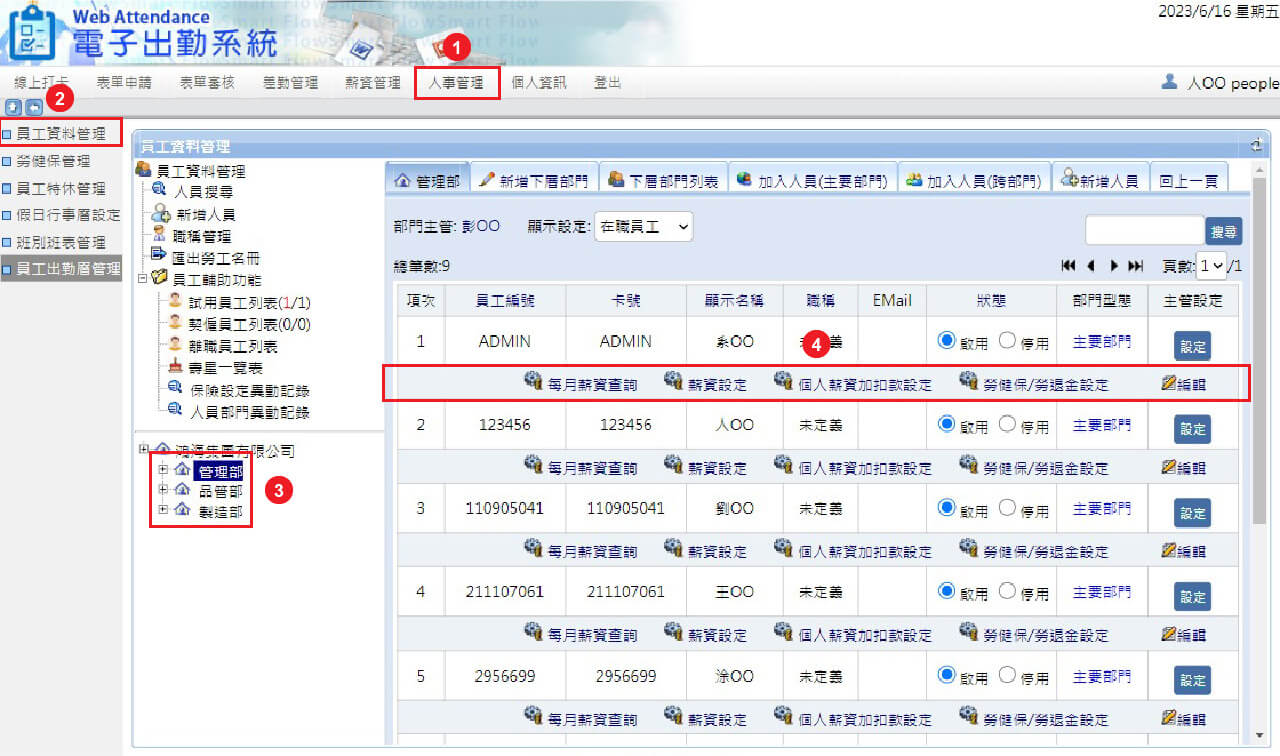 Web Attendance
電子出勤系統
2023/6/16 星期五
線上打卡 表單申請 表單審核 差勤管理 薪資管理 人事管理 個人資訊 登出
人OO people
1
2
員工資料管理
勞健保管理
員工特休管理
假日行事曆設定
班別班表管理
員工出勤曆管理
員工資料管理
員工資料管理
人員搜尋
新增人員
職稱管理
匯出勞工名冊
員工輔助功能
試用員工列表(1/1)
契僱員工列表(0/0)
離職員工列表
壽星一覽表
保險設定異動記錄
人員部門異動記錄
鴻海集團有限公司
管理部
品管部
製造部
3
管理部 新增下層部門 下層部門列表 加入人員(主要部門) 加入人員(跨部門) 新增人員 回上一頁
部門主管: 彭OO 顯示設定: 在職員工 搜尋
總筆數:9 頁數: 1 /1
項次 員工編號 卡號 顯示名稱 職稱 EMail 狀態 部門型態 主管設定
1 ADMIN ADMIN 系OO 啟用 停用 主要部門 設定
4
每月薪資查詢 薪資設定 個人薪資加扣款設定 勞健保/勞退金設定 編輯
2 123456 123456 人OO 未定義 啟用 停用 主要部門 設定
每月薪資查詢 薪資設定 個人薪資加扣款設定 勞健保/勞退金設定 編輯
3 110905041 110905041 劉OO 未定義 啟用 停用 主要部門 設定
每月薪資查詢 薪資設定 個人薪資加扣款設定 勞健保/勞退金設定 編輯
4 211107061 211107061 王OO 未定義 啟用 停用 主要部門 設定
每月薪資查詢 薪資設定 個人薪資加扣款設定 勞健保/勞退金設定 編輯
5 2956699 2956699 涂OO 未定義 啟用 停用 主要部門 設定
每月薪資查詢 薪資設定 個人薪資加扣款設定 勞健保/勞退金設定 編輯